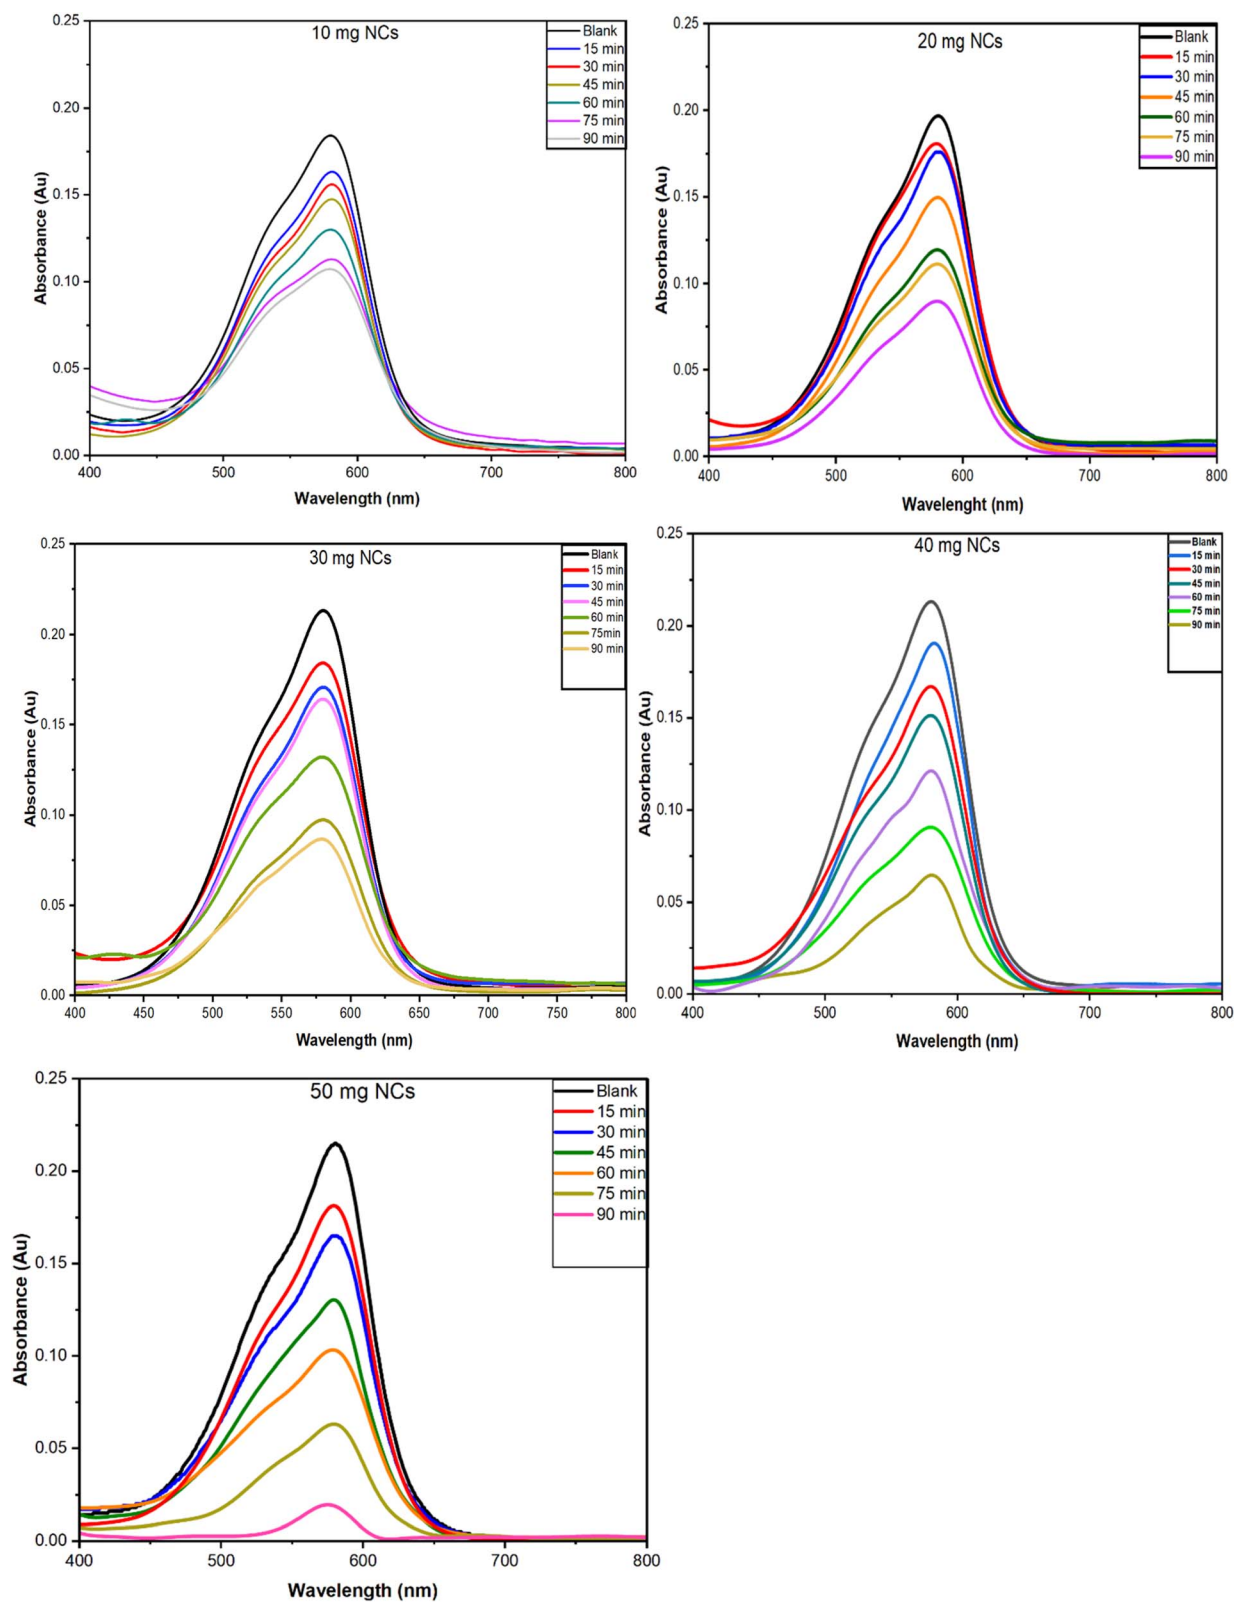 10 mg NCs
Blank
15 min
30 min
45 min
60 min
75 min
90 min
0.25
0.20
0.15
0.10
0.05
0.00
Absorbance (Au)
400
500
600
700
800
Wavelength (nm)
20 mg NCs
Blank
15 min
30 min
45 min
60 min
75 min
90 min
0.25
0.20
0.15
0.10
0.05
0.00
Absorbance (Au)
400
500
600
700
800
Wavelenght (nm)
30 mg NCs
Blank
15 min
30 min
45 min
60 min
75min
90 min
0.25
0.20
0.15
0.10
0.05
0.00
Absorbance (Au)
400
450
500
550
600
650
700
750
800
Wavelength (nm)
40 mg NCs
Blank
15 min
30 min
45 min
60 min
75 min
90 min
0.25
0.20
0.15
0.10
0.05
0.00
Absorbance (Au)
400
500
600
700
800
Wavelength (nm)
50 mg NCs
Blank
15 min
30 min
45 min
60 min
75 min
90 min
0.25
0.20
0.15
0.10
0.05
0.00
Absorbance (Au)
400
500
600
700
800
Wavelength (nm)